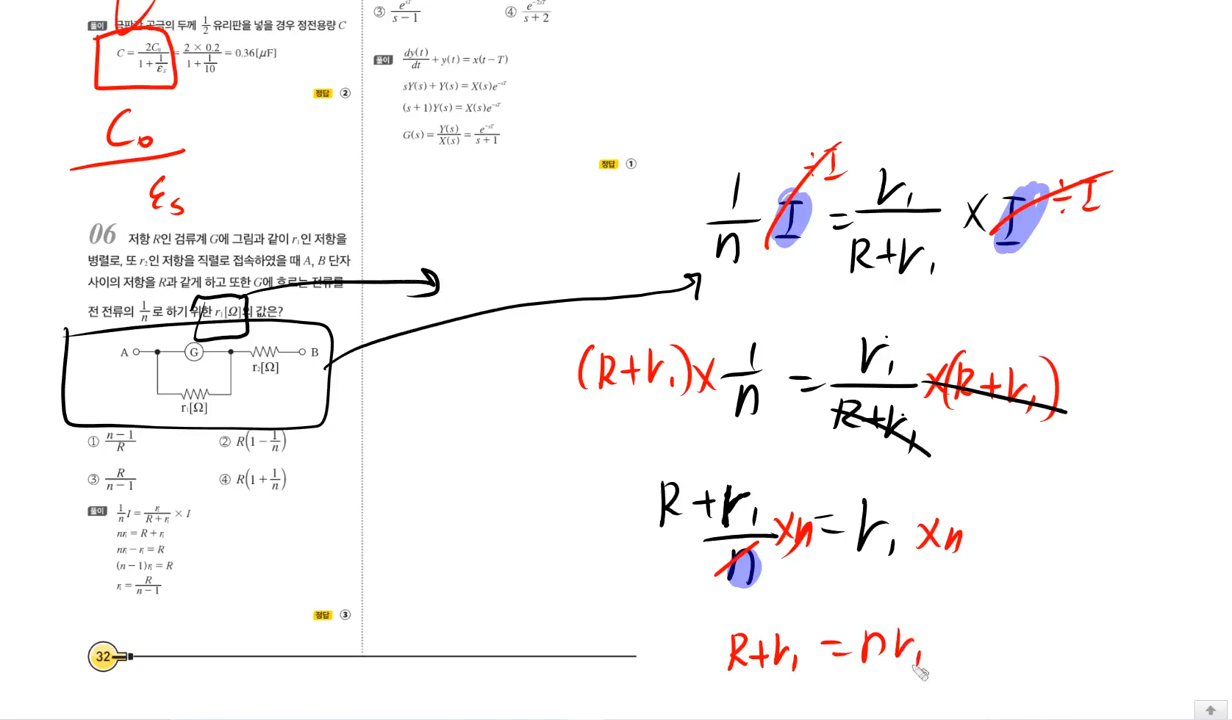 풀이 극판간 공극의 두께 1/2 유리판을 넣을 경우 정전용량 C
C = 2C₀/(1+1/εₛ) = (2×0.2)/(1+1/10) = 0.36[μF]
정답 ②
C₀/εₛ
06 저항 R인 검류계 G에 그림과 같이 r₁인 저항을
병렬로, 또 r₂인 저항을 직렬로 접속하였을 때 A, B 단자
사이의 저항을 R과 같게 하고 또한 G에 흐르는 전류를
전 전류의 1/n로 하기 위한 r₁[Ω]의 값은?
A G B
r₂[Ω]
r₁[Ω]
① (n-1)/R ② R(1-1/n)
③ R/(n-1) ④ R(1+1/n)
풀이 1/n I = r₁/(R+r₁) × I
nr₁ = R + r₁
nr₁ - r₁ = R
(n-1)r₁ = R
r₁ = R/(n-1)
정답 ③
32
s-1 ④
s+2
풀이 dy(t)/dt + y(t) = x(t-T)
sY(s) + Y(s) = X(s)e⁻ˢᵀ
(s+1)Y(s) = X(s)e⁻ˢᵀ
G(s) = Y(s)/X(s) = e⁻ˢᵀ/(s+1)
정답 ①
÷I
1/n I = r₁/(R+r₁) × I ÷I
(R+r₁)× 1/n = r₁/(R+r₁) ×(R+r₁)
R+r₁/n ×n = r₁ ×n
R+r₁ = nr₁